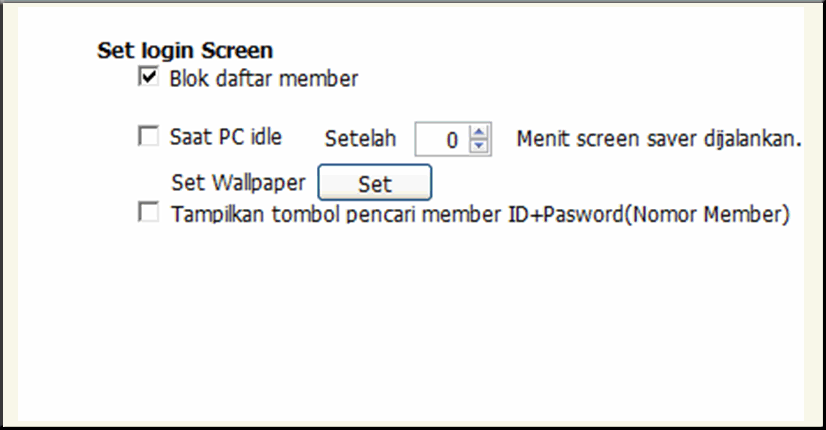 Set login Screen
Blok daftar member
Saat PC idle Setelah 0 Menit screen saver dijalankan.
Set Wallpaper Set
Tampilkan tombol pencari member ID+Pasword(Nomor Member)